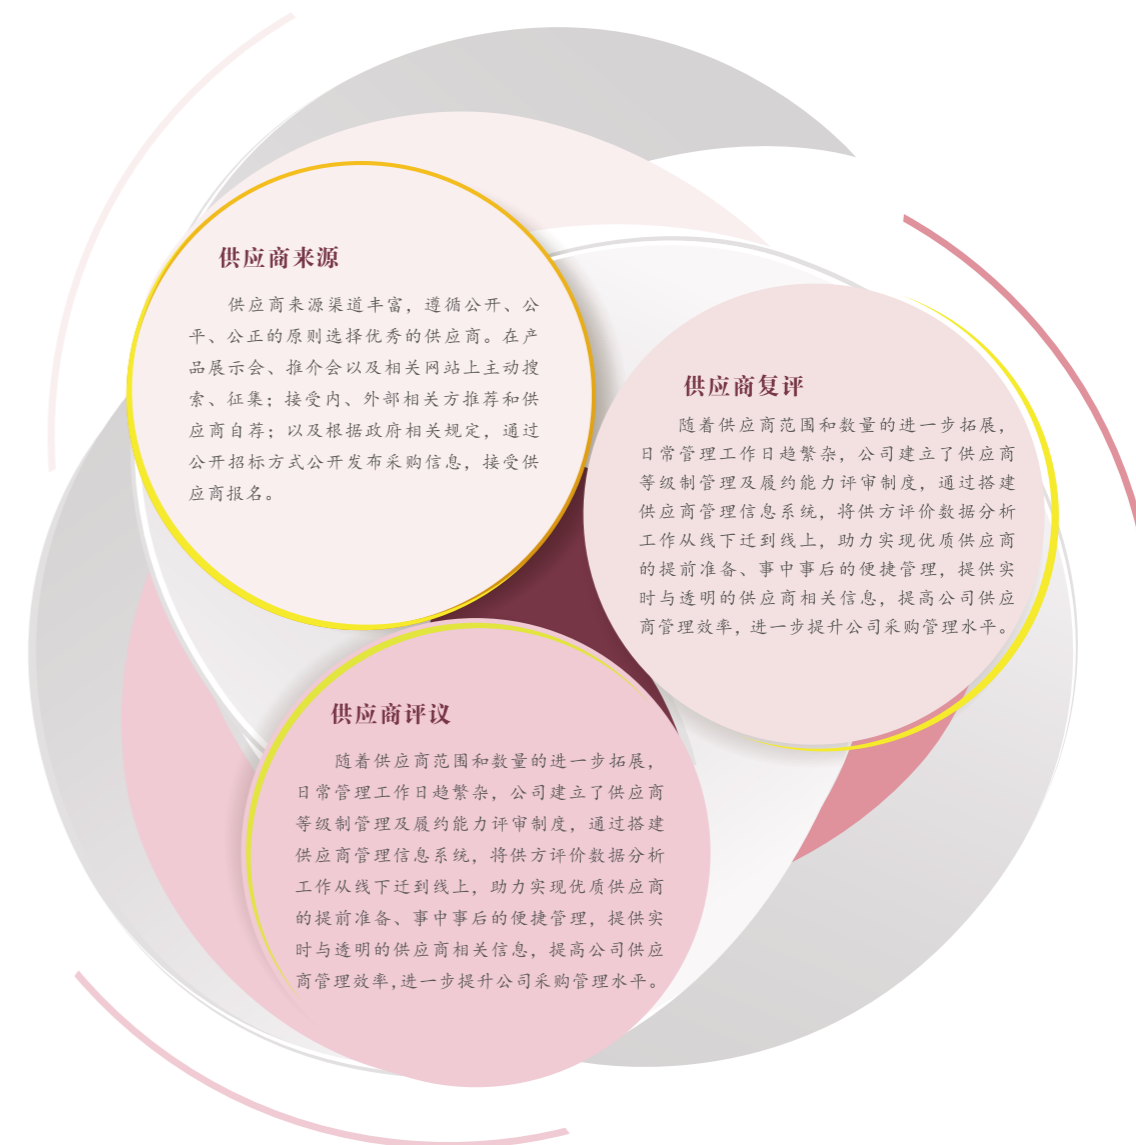 供应商来源
供应商来源渠道丰富，遵循公开、公
平、公正的原则选择优秀的供应商。在产
品展示会、推介会以及相关网站上主动搜
索、征集；接受内、外部相关方推荐和供
应商自荐；以及根据政府相关规定，通过
公开招标方式公开发布采购信息，接受供
应商报名。
供应商复评
随着供应商范围和数量的进一步拓展，
日常管理工作日趋繁杂，公司建立了供应商
等级制管理及履约能力评审制度，通过搭建
供应商管理信息系统，将供方评价数据分析
工作从线下迁到线上，助力实现优质供应商
的提前准备、事中事后的便捷管理，提供实
时与透明的供应商相关信息，提高公司供应
商管理效率，进一步提升公司采购管理水平。
供应商评议
随着供应商范围和数量的进一步拓展，
日常管理工作日趋繁杂，公司建立了供应商
等级制管理及履约能力评审制度，通过搭建
供应商管理信息系统，将供方评价数据分析
工作从线下迁到线上，助力实现优质供应商
的提前准备、事中事后的便捷管理，提供实
时与透明的供应商相关信息，提高公司供应
商管理效率，进一步提升公司采购管理水平。